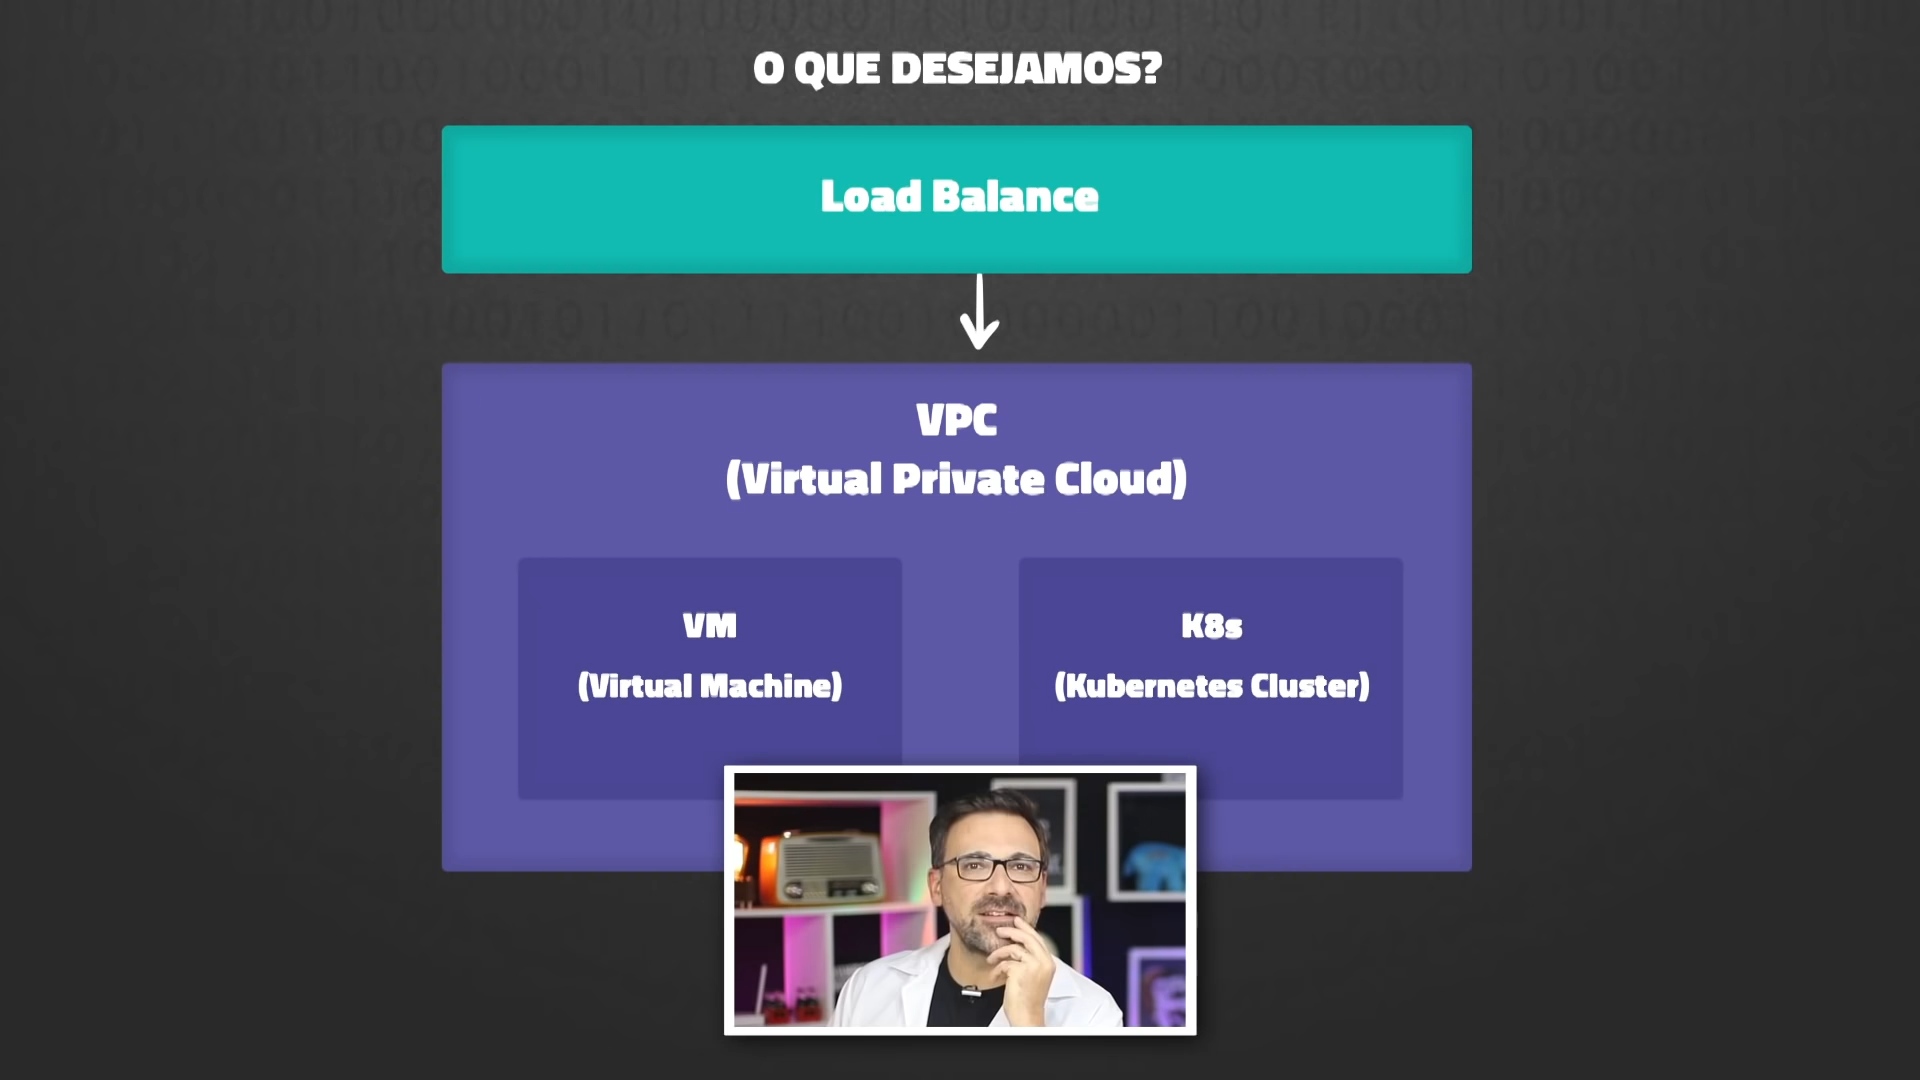 O QUE DESEJAMOS?
Load Balance
VPC
(Virtual Private Cloud)
VM
(Virtual Machine)
K8s
(Kubernetes Cluster)